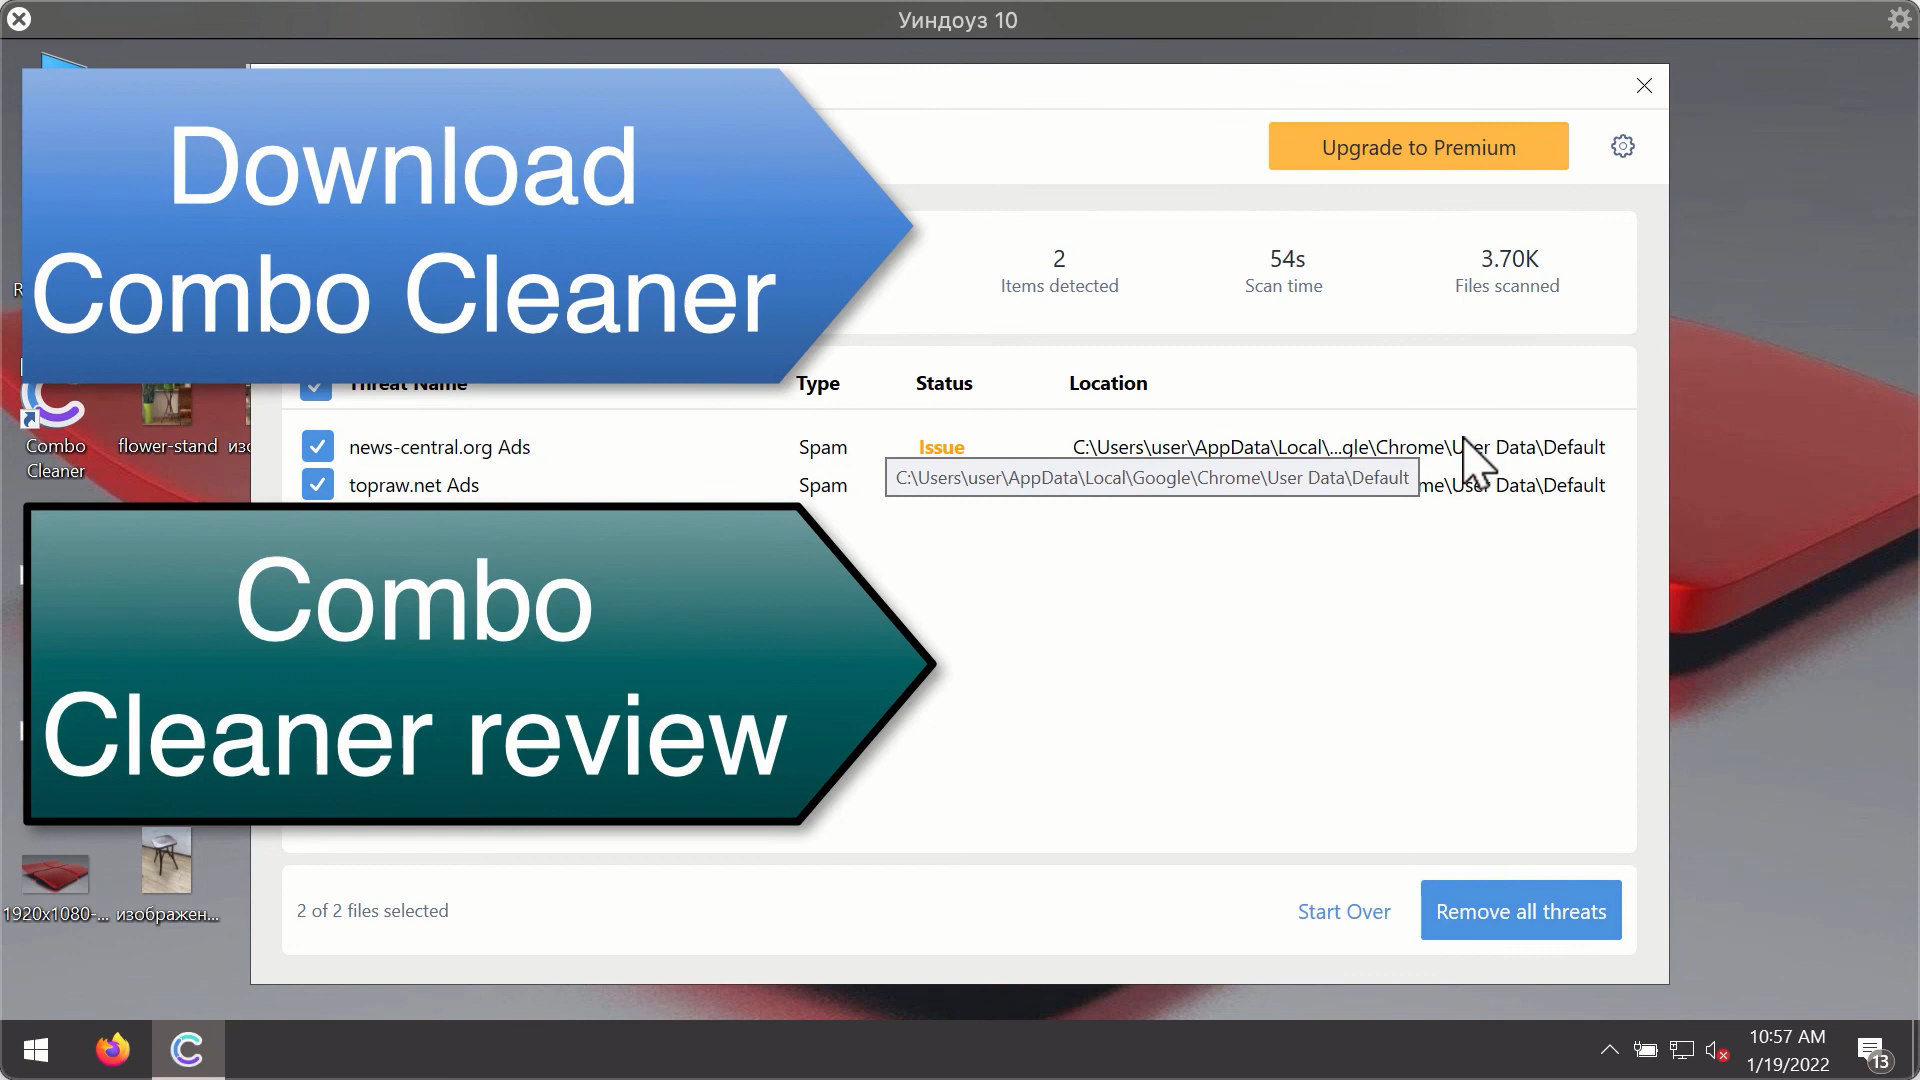 Уиндоуз 10
Download
Combo Cleaner
Upgrade to Premium
2
Items detected
54s
Scan time
3.70K
Files scanned
Threat Name
Type
Status
Location
news-central.org Ads
Spam
Issue
C:\Users\user\AppData\Local\...gle\Chrome\User Data\Default
topraw.net Ads
Spam
C:\Users\user\AppData\Local\Google\Chrome\User Data\Default
me\User Data\Default
Combo
Cleaner review
Combo
Cleaner
flower-stand
изо
1920x1080-...
изображен...
2 of 2 files selected
Start Over
Remove all threats
10:57 AM
1/19/2022
13